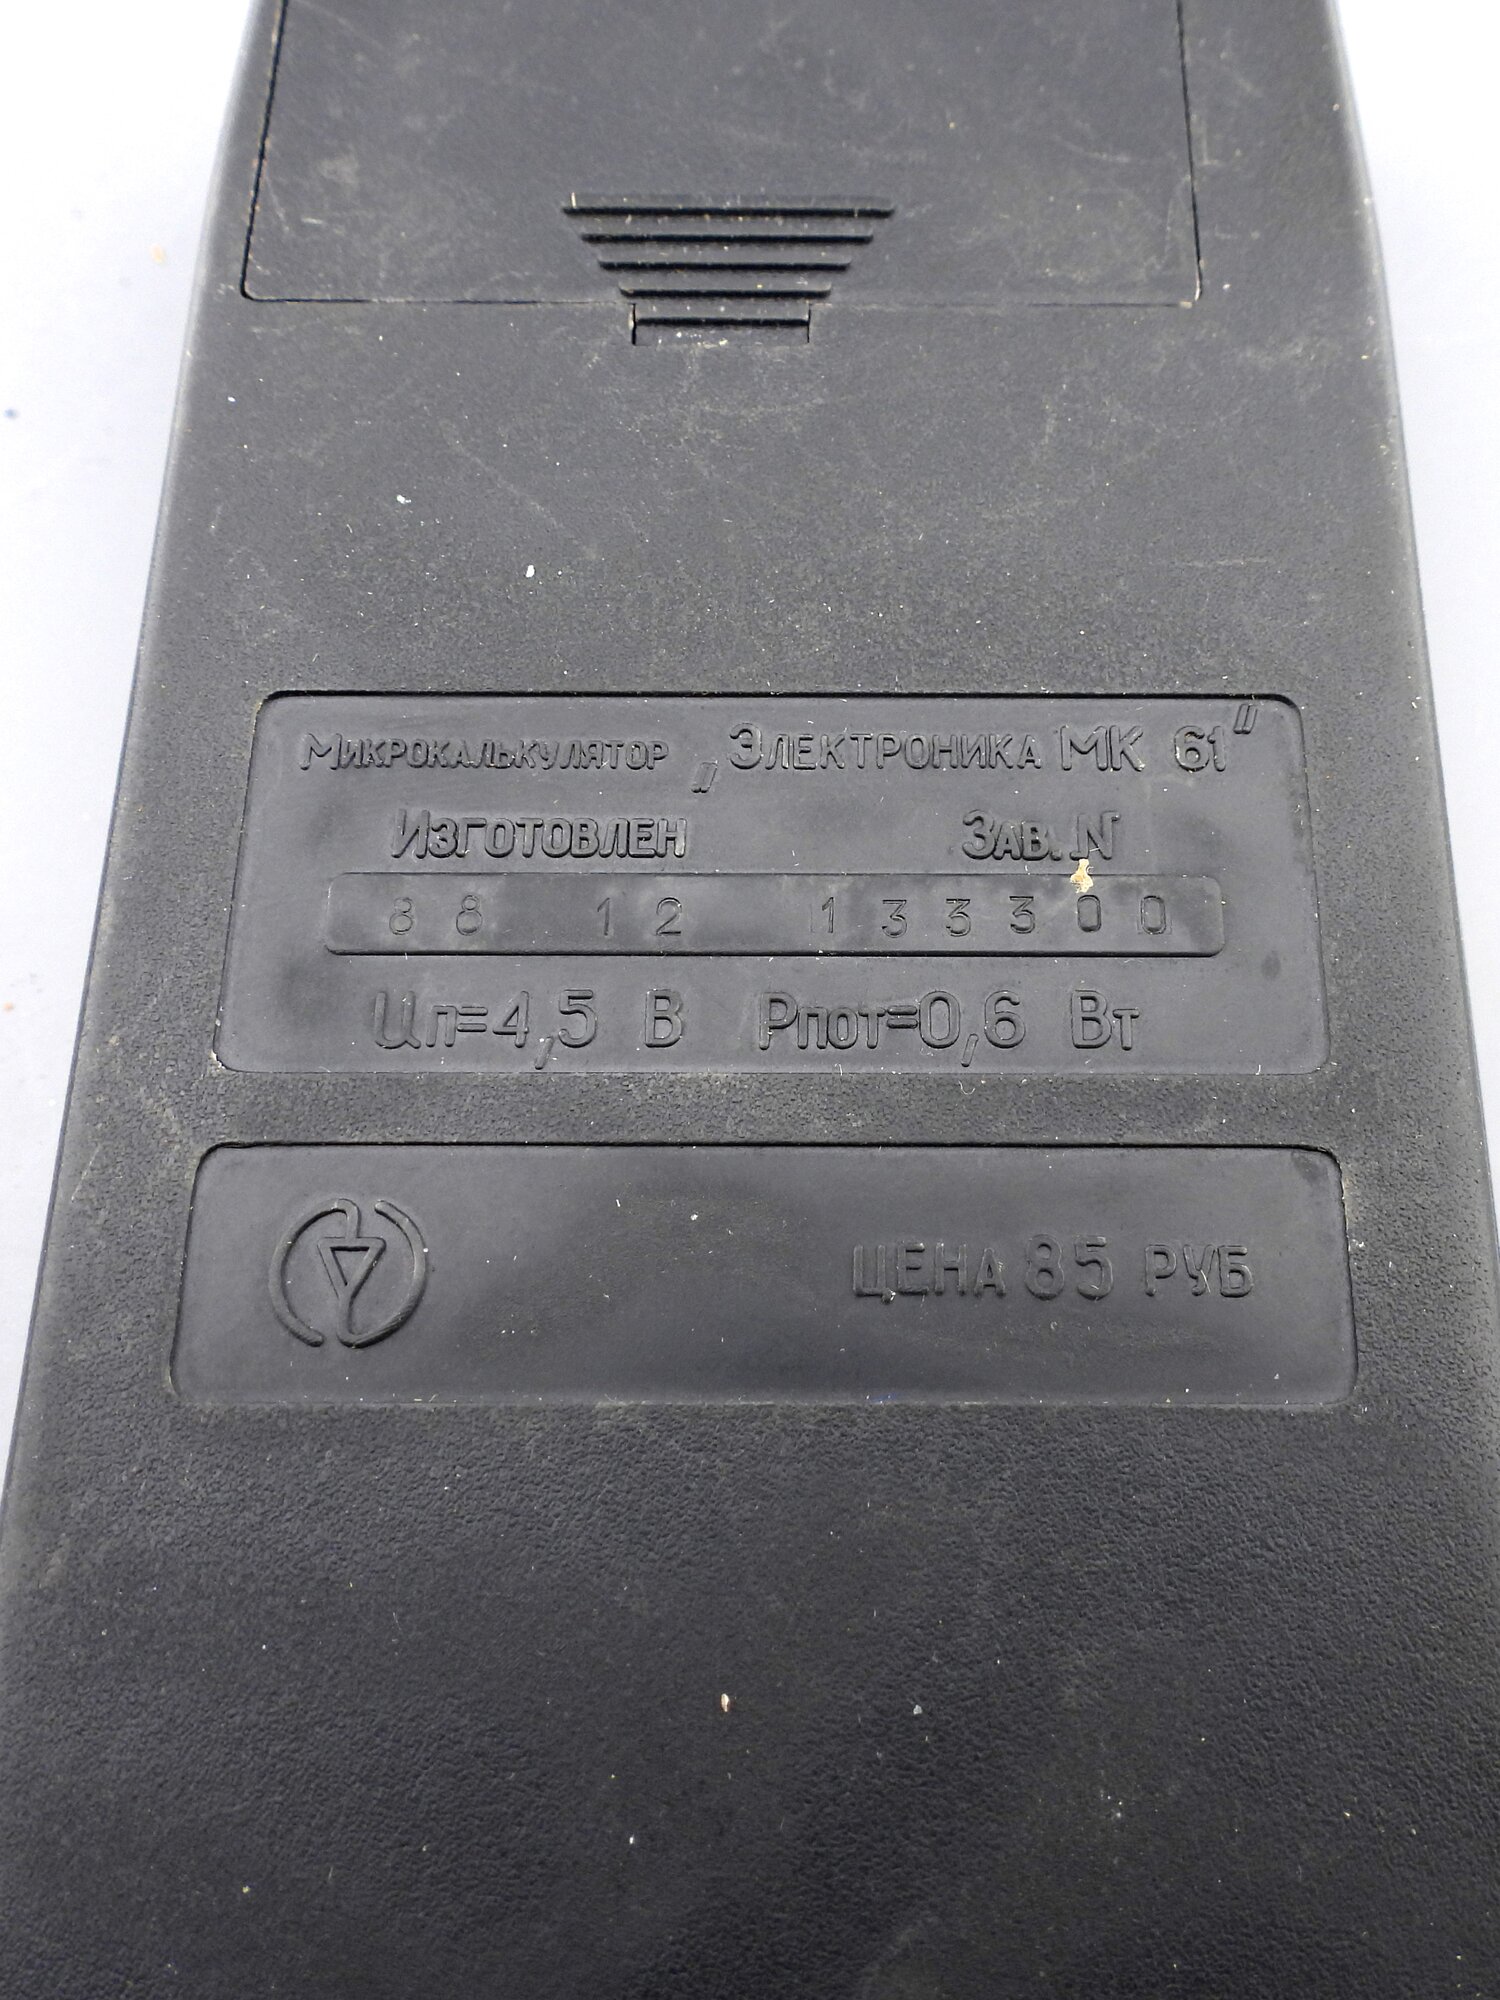 Микрокалькулятор „Электроника МК 61"
Изготовлен Зав. N
88 12 133300
Uп=4,5 В Рпот=0,6 Вт
ЦЕНА 85 РУБ